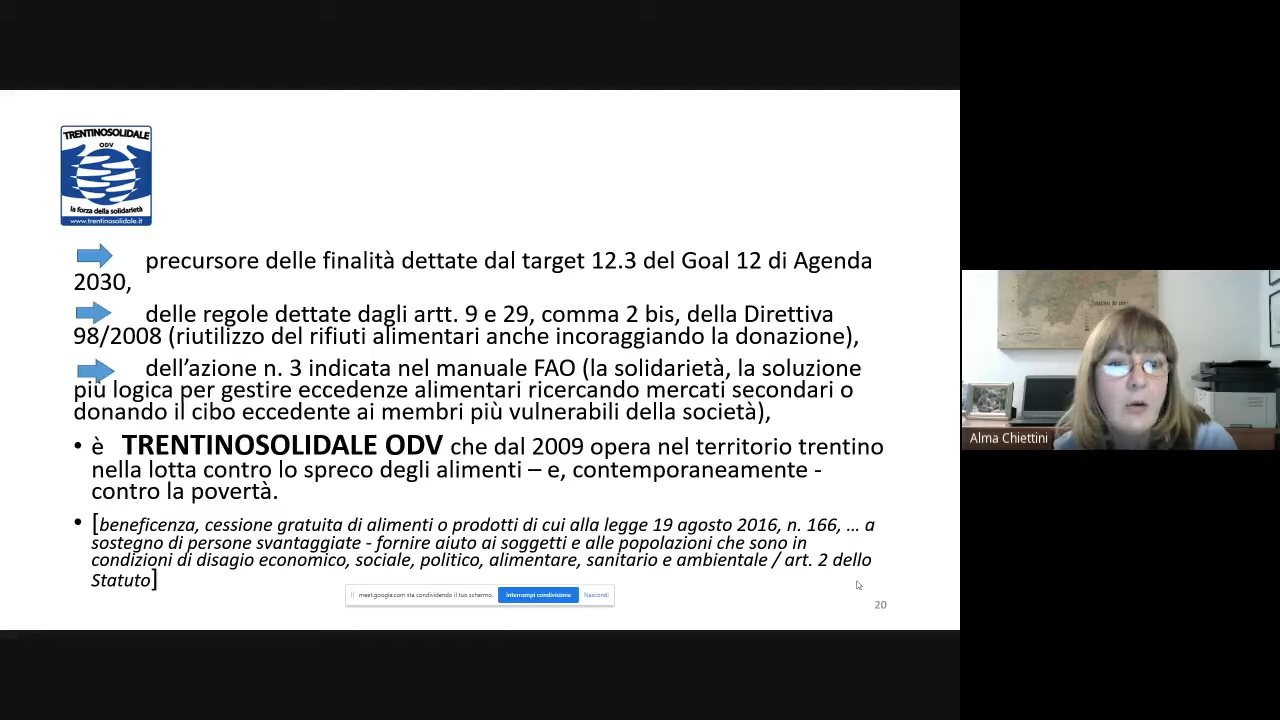 TRENTINOSOLIDALE
ODV
la forza della solidarietà
www.trentinosolidale.it
precursore delle finalità dettate dal target 12.3 del Goal 12 di Agenda
2030,
delle regole dettate dagli artt. 9 e 29, comma 2 bis, della Direttiva
98/2008 (riutilizzo del rifiuti alimentari anche incoraggiando la donazione),
dell’azione n. 3 indicata nel manuale FAO (la solidarietà, la soluzione
più logica per gestire eccedenze alimentari ricercando mercati secondari o
donando il cibo eccedente ai membri più vulnerabili della società),
• è TRENTINOSOLIDALE ODV che dal 2009 opera nel territorio trentino
nella lotta contro lo spreco degli alimenti – e, contemporaneamente -
contro la povertà.
• [beneficenza, cessione gratuita di alimenti o prodotti di cui alla legge 19 agosto 2016, n. 166, … a
sostegno di persone svantaggiate - fornire aiuto ai soggetti e alle popolazioni che sono in
condizioni di disagio economico, sociale, politico, alimentare, sanitario e ambientale / art. 2 dello
Statuto]
meet.google.com sta condividendo il tuo schermo. Interrompi condivisione Nascondi
20
Alma Chiettini